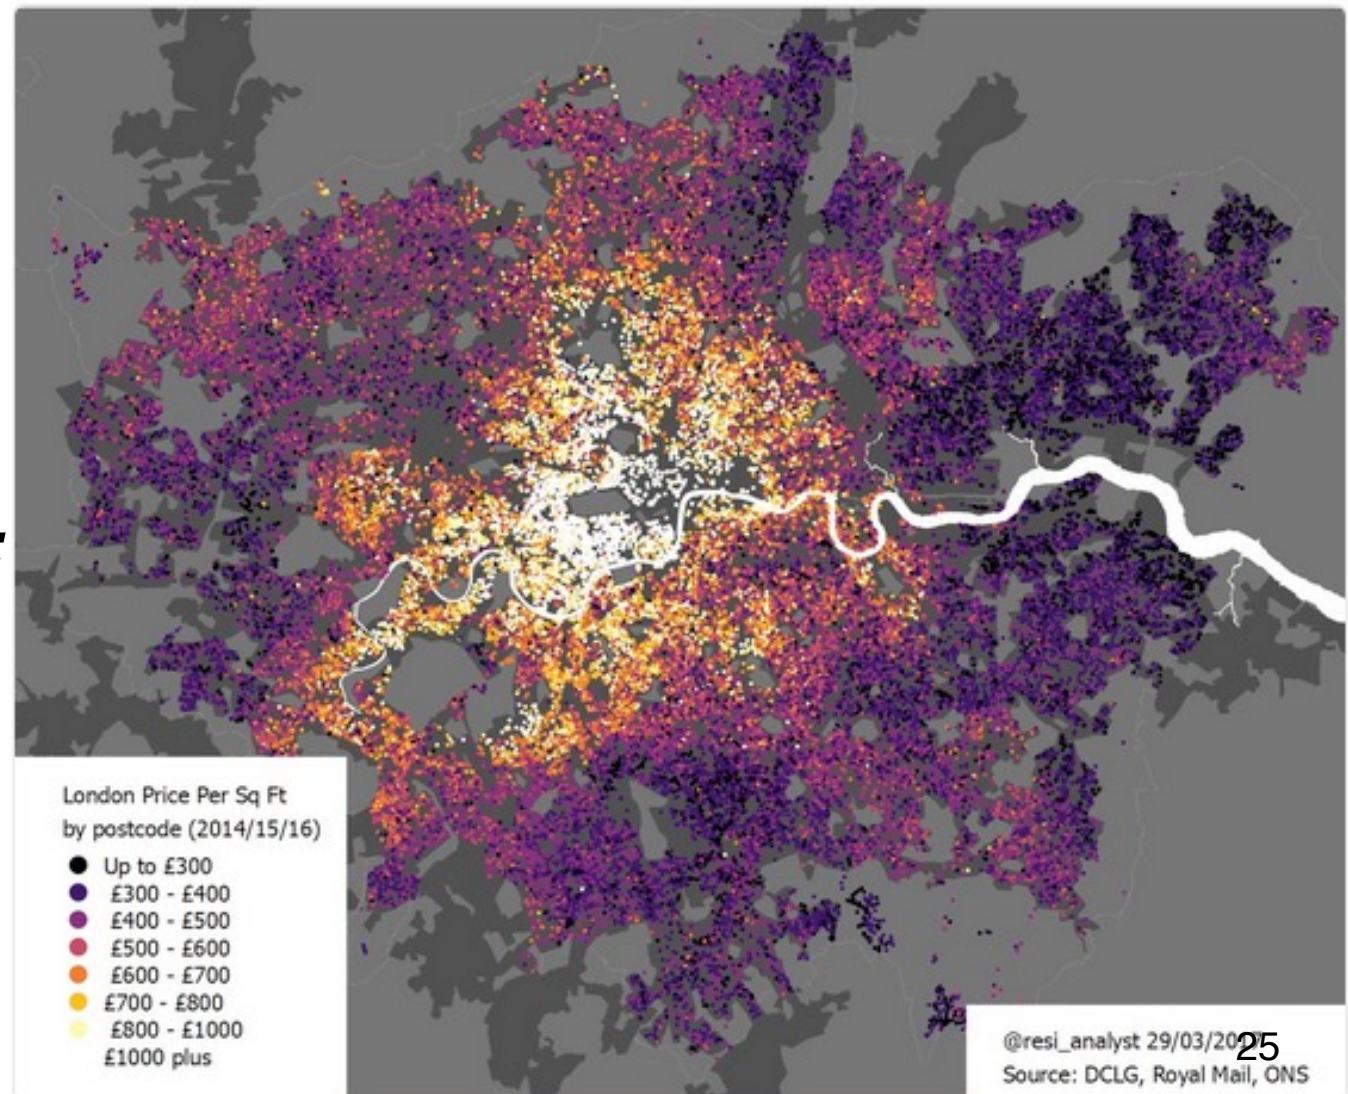 London Price Per Sq Ft
by postcode (2014/15/16)
Up to £300
£300 - £400
£400 - £500
£500 - £600
£600 - £700
£700 - £800
£800 - £1000
£1000 plus
@resi_analyst 29/03/20
25
Source: DCLG, Royal Mail, ONS